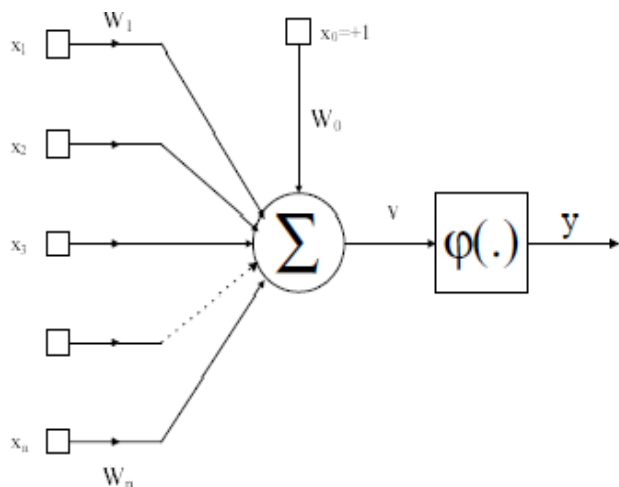 W₁
x₁
x₀=+1
W₀
x₂
x₃
Σ
v
φ(.)
y
xₙ
Wₙ